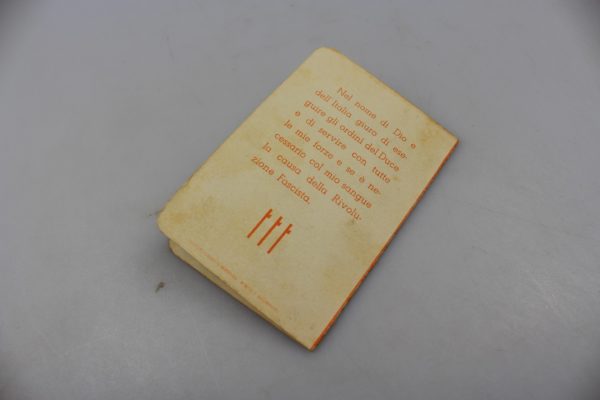 Nel nome di Dio e
dell'Italia giuro di ese-
guire gli ordini del Duce
e di servire con tutte
le mie forze e se è ne-
cessario col mio sangue
la causa della Rivolu-
zione Fascista.